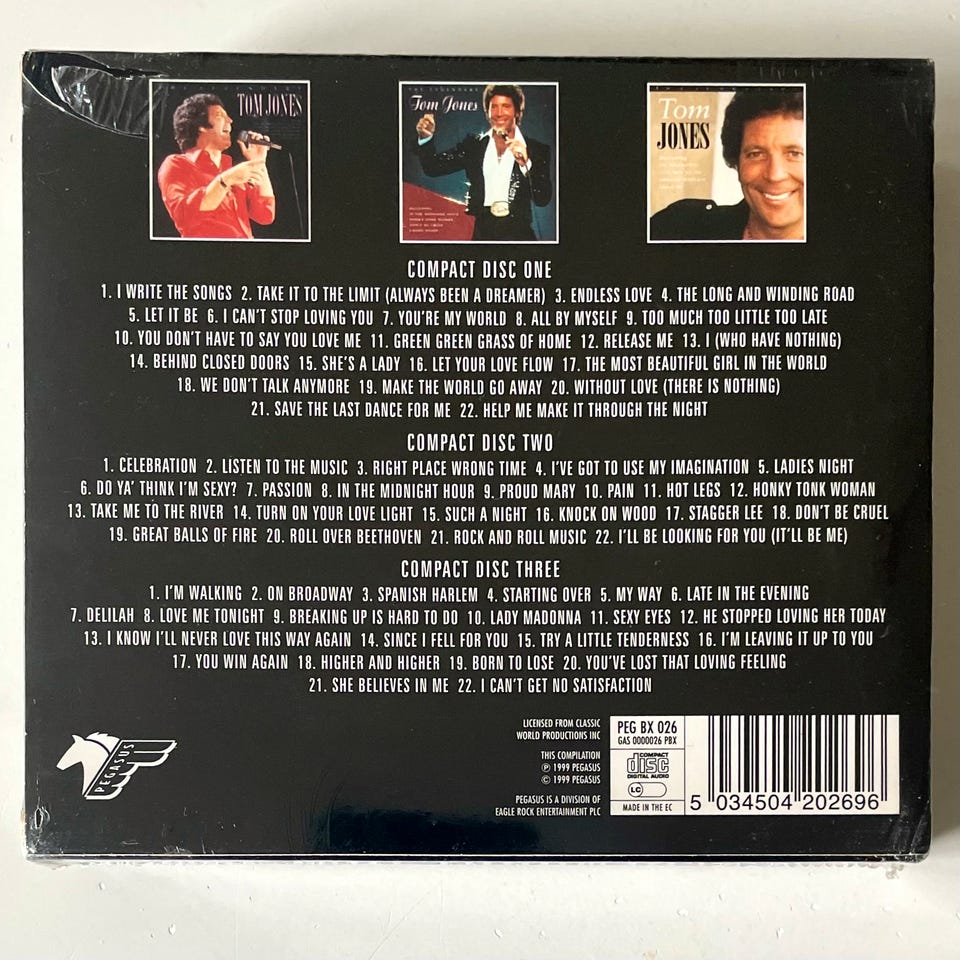 TOM JONES
THE LEGENDARY
Tom Jones
Tom
JONES
COMPACT DISC ONE
1. I WRITE THE SONGS 2. TAKE IT TO THE LIMIT (ALWAYS BEEN A DREAMER) 3. ENDLESS LOVE 4. THE LONG AND WINDING ROAD
5. LET IT BE 6. I CAN'T STOP LOVING YOU 7. YOU'RE MY WORLD 8. ALL BY MYSELF 9. TOO MUCH TOO LITTLE TOO LATE
10. YOU DON'T HAVE TO SAY YOU LOVE ME 11. GREEN GREEN GRASS OF HOME 12. RELEASE ME 13. I (WHO HAVE NOTHING)
14. BEHIND CLOSED DOORS 15. SHE'S A LADY 16. LET YOUR LOVE FLOW 17. THE MOST BEAUTIFUL GIRL IN THE WORLD
18. WE DON'T TALK ANYMORE 19. MAKE THE WORLD GO AWAY 20. WITHOUT LOVE (THERE IS NOTHING)
21. SAVE THE LAST DANCE FOR ME 22. HELP ME MAKE IT THROUGH THE NIGHT
COMPACT DISC TWO
1. CELEBRATION 2. LISTEN TO THE MUSIC 3. RIGHT PLACE WRONG TIME 4. I'VE GOT TO USE MY IMAGINATION 5. LADIES NIGHT
6. DO YA' THINK I'M SEXY? 7. PASSION 8. IN THE MIDNIGHT HOUR 9. PROUD MARY 10. PAIN 11. HOT LEGS 12. HONKY TONK WOMAN
13. TAKE ME TO THE RIVER 14. TURN ON YOUR LOVE LIGHT 15. SUCH A NIGHT 16. KNOCK ON WOOD 17. STAGGER LEE 18. DON'T BE CRUEL
19. GREAT BALLS OF FIRE 20. ROLL OVER BEETHOVEN 21. ROCK AND ROLL MUSIC 22. I'LL BE LOOKING FOR YOU (IT'LL BE ME)
COMPACT DISC THREE
1. I'M WALKING 2. ON BROADWAY 3. SPANISH HARLEM 4. STARTING OVER 5. MY WAY 6. LATE IN THE EVENING
7. DELILAH 8. LOVE ME TONIGHT 9. BREAKING UP IS HARD TO DO 10. LADY MADONNA 11. SEXY EYES 12. HE STOPPED LOVING HER TODAY
13. I KNOW I'LL NEVER LOVE THIS WAY AGAIN 14. SINCE I FELL FOR YOU 15. TRY A LITTLE TENDERNESS 16. I'M LEAVING IT UP TO YOU
17. YOU WIN AGAIN 18. HIGHER AND HIGHER 19. BORN TO LOSE 20. YOU'VE LOST THAT LOVING FEELING
21. SHE BELIEVES IN ME 22. I CAN'T GET NO SATISFACTION
PEGASUS
LICENSED FROM CLASSIC
WORLD PRODUCTIONS INC
THIS COMPILATION
℗ 1999 PEGASUS
© 1999 PEGASUS
PEGASUS IS A DIVISION OF
EAGLE ROCK ENTERTAINMENT PLC
PEG BX 026
GAS 0000026 PBX
COMPACT
disc
DIGITAL AUDIO
LC
MADE IN THE EC
5 034504 202696